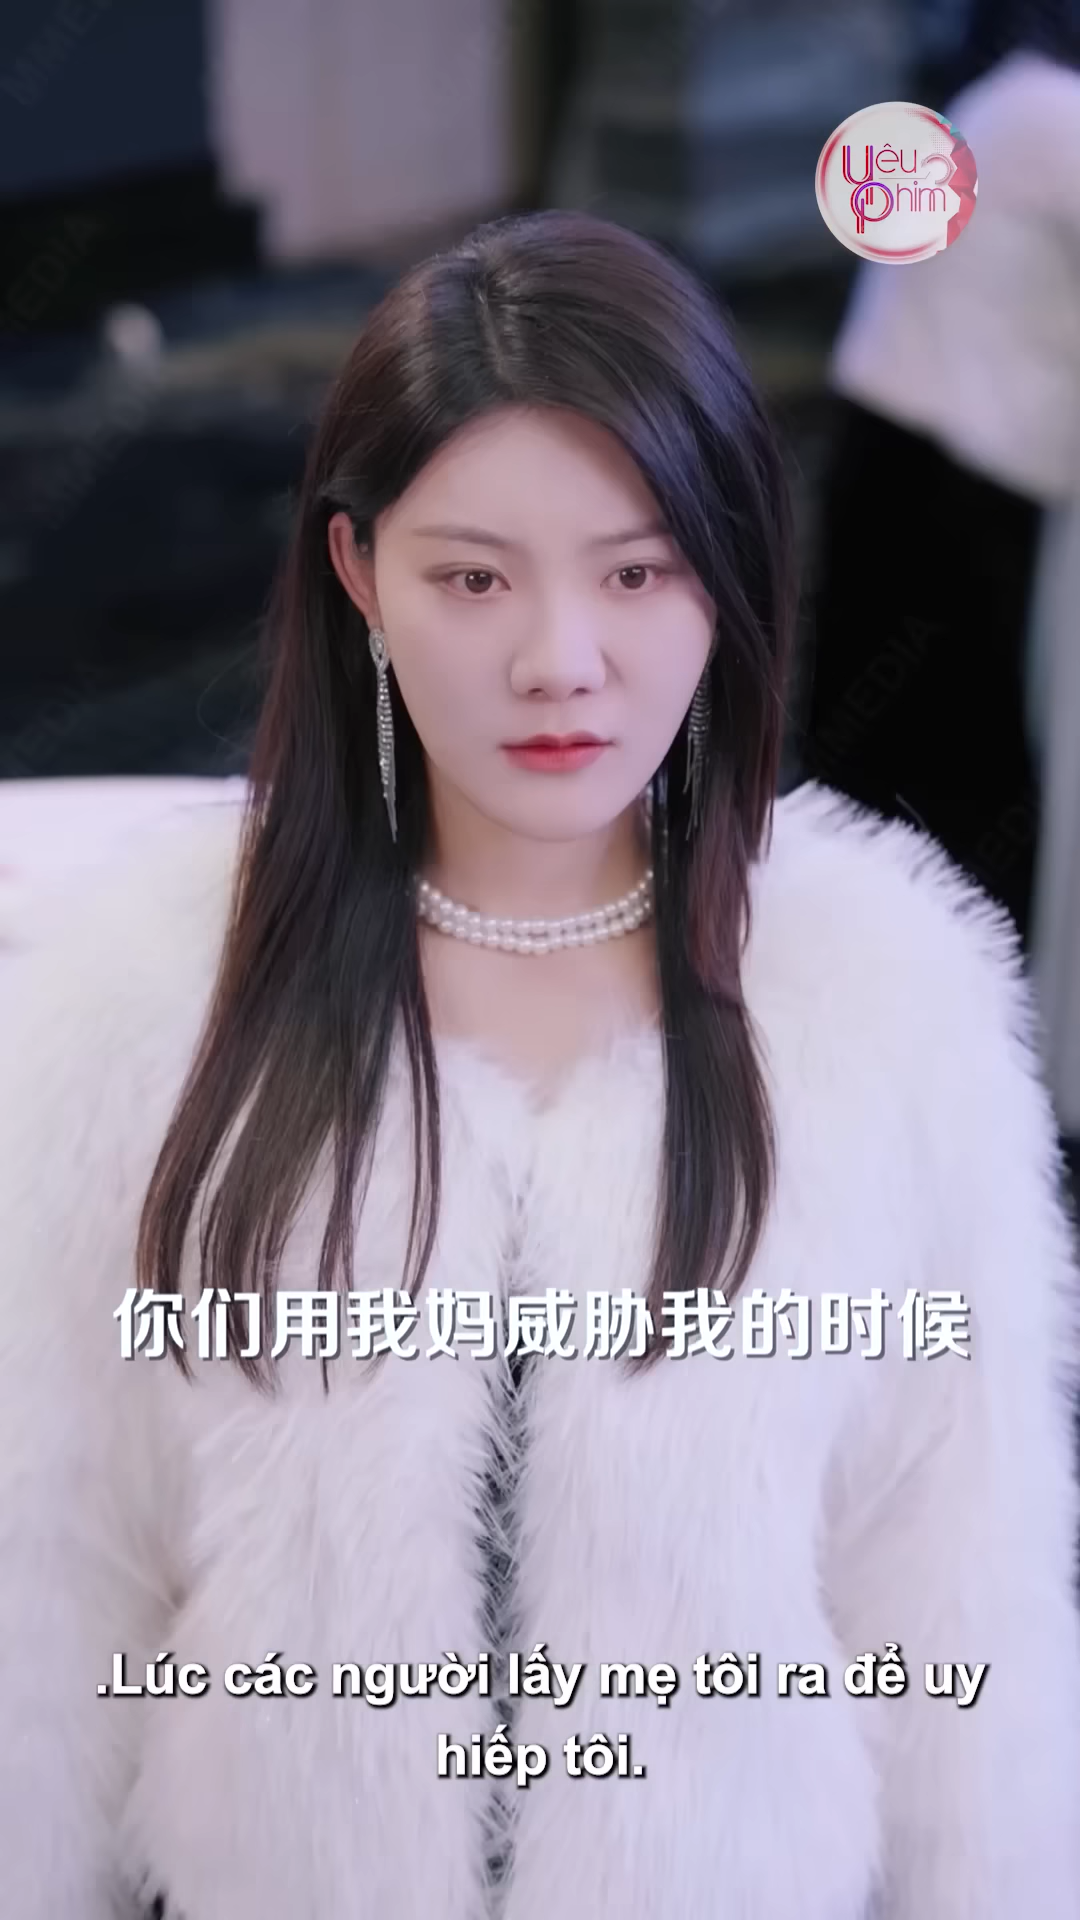 Yêu
Phim
MMEDIA
你们用我妈威胁我的时候
.Lúc các người lấy mẹ tôi ra để uy
hiếp tôi.